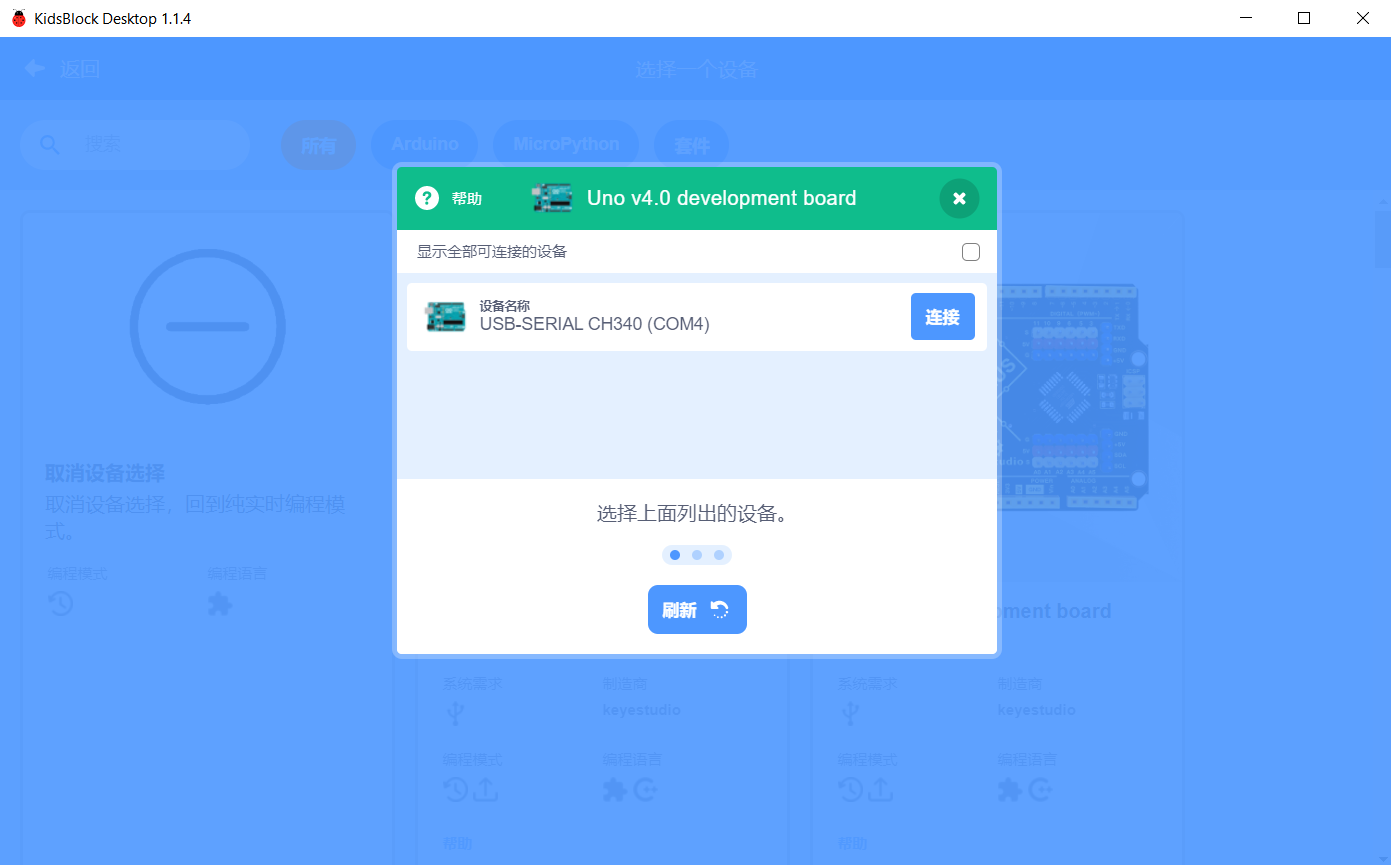 KidsBlock Desktop 1.1.4
返回
选择一个设备
搜索
所有
Arduino
MicroPython
套件
帮助
Uno v4.0 development board
显示全部可连接的设备
设备名称
USB-SERIAL CH340 (COM4)
连接
选择上面列出的设备。
刷新
取消设备选择
取消设备选择，回到纯实时编程模
式。
编程模式
编程语言
ment board
系统需求
制造商
keyestudio
编程模式
编程语言
帮助
系统需求
制造商
keyestudio
编程模式
编程语言
帮助